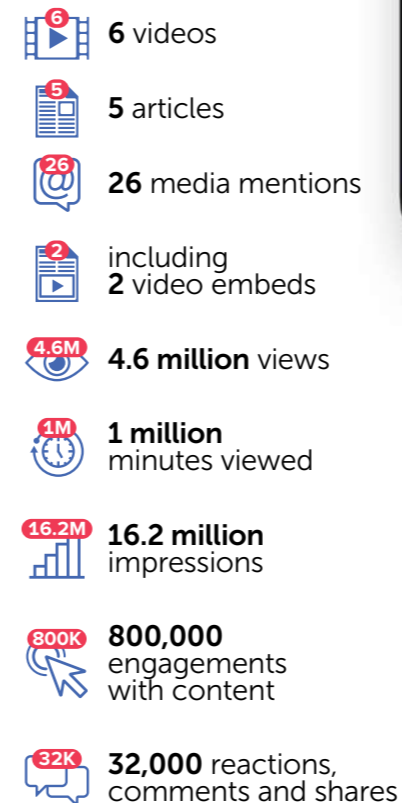 6
6 videos
5
5 articles
26
@
26 media mentions
2
including
2 video embeds
4.6M
4.6 million views
1M
1 million
minutes viewed
16.2M
16.2 million
impressions
800K
800,000
engagements
with content
32K
32,000 reactions,
comments and shares